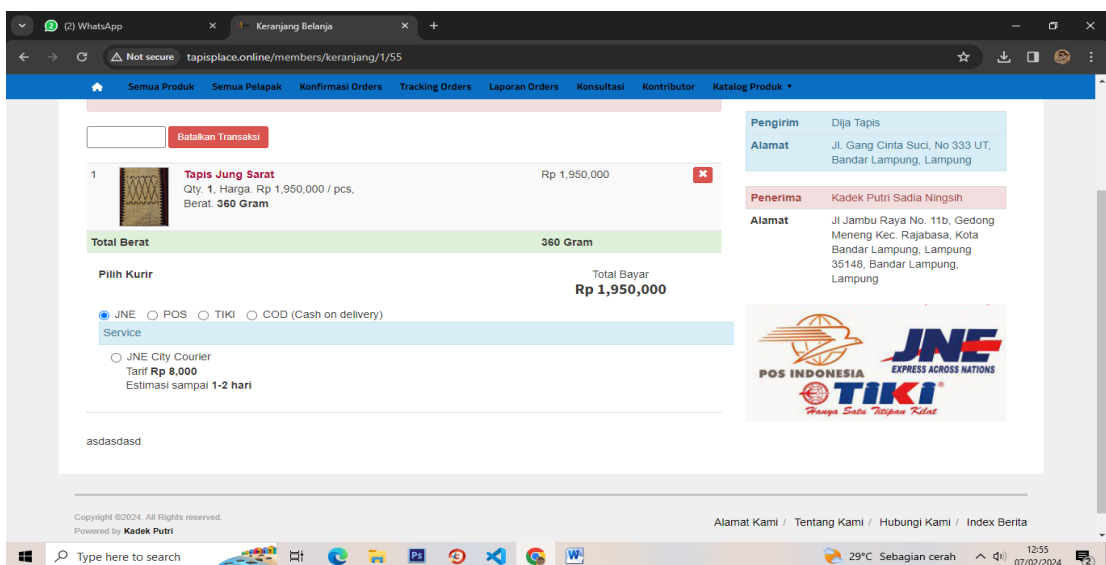 (2) WhatsApp
Keranjang Belanja
Not secure tapisplace.online/members/keranjang/1/55
Semua Produk Semua Pelapak Konfirmasi Orders Tracking Orders Laporan Orders Konsultasi Kontributor Katalog Produk
Batalkan Transaksi
1 Tapis Jung Sarat Rp 1,950,000
Qty. 1, Harga. Rp 1,950,000 / pcs,
Berat. 360 Gram
Total Berat 360 Gram
Pilih Kurir Total Bayar
Rp 1,950,000
JNE POS TIKI COD (Cash on delivery)
Service
JNE City Courier
Tarif Rp 8,000
Estimasi sampai 1-2 hari
asdasdasd
Pengirim Dija Tapis
Alamat Jl. Gang Cinta Suci, No 333 UT,
Bandar Lampung, Lampung
Penerima Kadek Putri Sadia Ningsih
Alamat Jl Jambu Raya No. 11b, Gedong
Meneng Kec. Rajabasa, Kota
Bandar Lampung, Lampung
35148, Bandar Lampung,
Lampung
POS INDONESIA
JNE
EXPRESS ACROSS NATIONS
TIKI
Hanya Satu Titipan Kilat
Copyright ©2024. All Rights reserved.
Powered by Kadek Putri
Alamat Kami / Tentang Kami / Hubungi Kami / Index Berita
Type here to search
Ps
W
29°C Sebagian cerah
12:55
07/02/2024
2